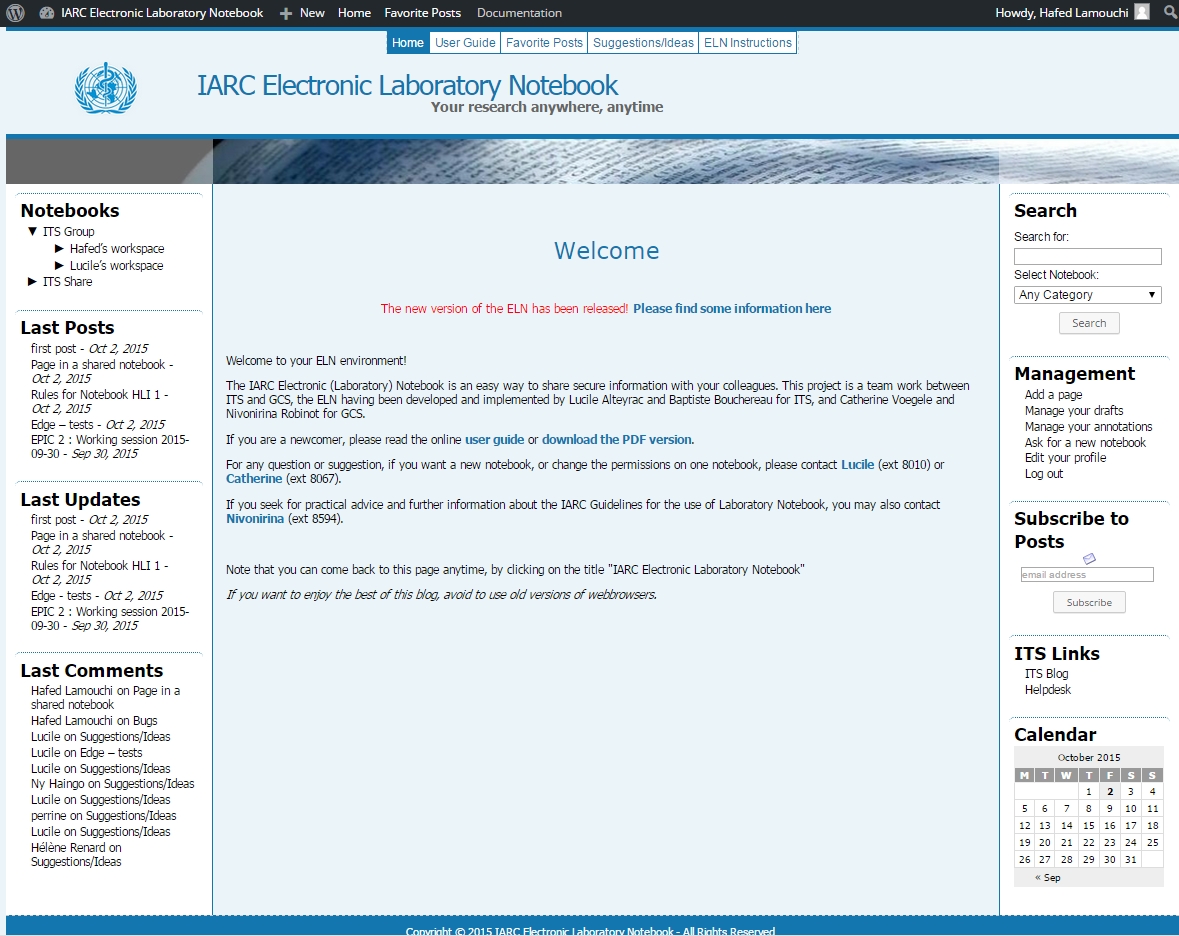 IARC Electronic Laboratory Notebook New Home Favorite Posts Documentation Howdy, Hafed Lamouchi
Home User Guide Favorite Posts Suggestions/Ideas ELN Instructions
IARC Electronic Laboratory Notebook
Your research anywhere, anytime
Notebooks
▼ ITS Group
► Hafed's workspace
► Lucile's workspace
► ITS Share
Last Posts
first post - Oct 2, 2015
Page in a shared notebook -
Oct 2, 2015
Rules for Notebook HLI 1 -
Oct 2, 2015
Edge – tests - Oct 2, 2015
EPIC 2 : Working session 2015-
09-30 - Sep 30, 2015
Last Updates
first post - Oct 2, 2015
Page in a shared notebook -
Oct 2, 2015
Rules for Notebook HLI 1 -
Oct 2, 2015
Edge - tests - Oct 2, 2015
EPIC 2 : Working session 2015-
09-30 - Sep 30, 2015
Last Comments
Hafed Lamouchi on Page in a
shared notebook
Hafed Lamouchi on Bugs
Lucile on Suggestions/Ideas
Lucile on Edge – tests
Lucile on Suggestions/Ideas
Ny Haingo on Suggestions/Ideas
Lucile on Suggestions/Ideas
perrine on Suggestions/Ideas
Lucile on Suggestions/Ideas
Hélène Renard on
Suggestions/Ideas
Welcome
The new version of the ELN has been released! Please find some information here
Welcome to your ELN environment!
The IARC Electronic (Laboratory) Notebook is an easy way to share secure information with your colleagues. This project is a team work between
ITS and GCS, the ELN having been developed and implemented by Lucile Alteyrac and Baptiste Bouchereau for ITS, and Catherine Voegele and
Nivonirina Robinot for GCS.
If you are a newcomer, please read the online user guide or download the PDF version.
For any question or suggestion, if you want a new notebook, or change the permissions on one notebook, please contact Lucile (ext 8010) or
Catherine (ext 8067).
If you seek for practical advice and further information about the IARC Guidelines for the use of Laboratory Notebook, you may also contact
Nivonirina (ext 8594).
Note that you can come back to this page anytime, by clicking on the title "IARC Electronic Laboratory Notebook"
If you want to enjoy the best of this blog, avoid to use old versions of webbrowsers.
Search
Search for:
Select Notebook:
Any Category ▼
Search
Management
Add a page
Manage your drafts
Manage your annotations
Ask for a new notebook
Edit your profile
Log out
Subscribe to
Posts
email address
Subscribe
ITS Links
ITS Blog
Helpdesk
Calendar
October 2015
M T W T F S S
1 2 3 4
5 6 7 8 9 10 11
12 13 14 15 16 17 18
19 20 21 22 23 24 25
26 27 28 29 30 31
« Sep
Copyright © 2015 IARC Electronic Laboratory Notebook - All Rights Reserved